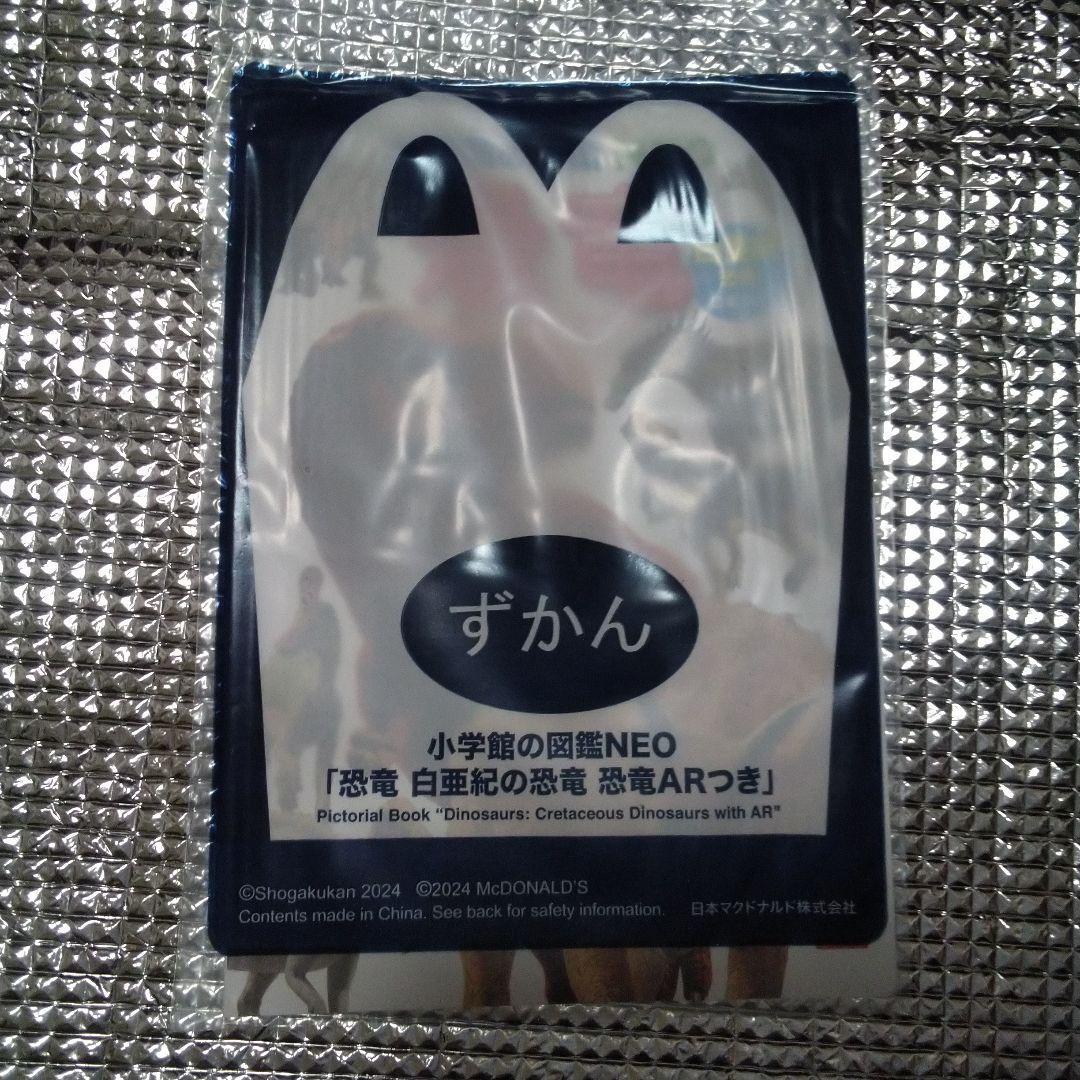 ずかん
小学館の図鑑NEO
「恐竜 白亜紀の恐竜 恐竜ARつき」
Pictorial Book “Dinosaurs: Cretaceous Dinosaurs with AR”
©Shogakukan 2024 ©2024 McDONALD'S
Contents made in China. See back for safety information. 日本マクドナルド株式会社